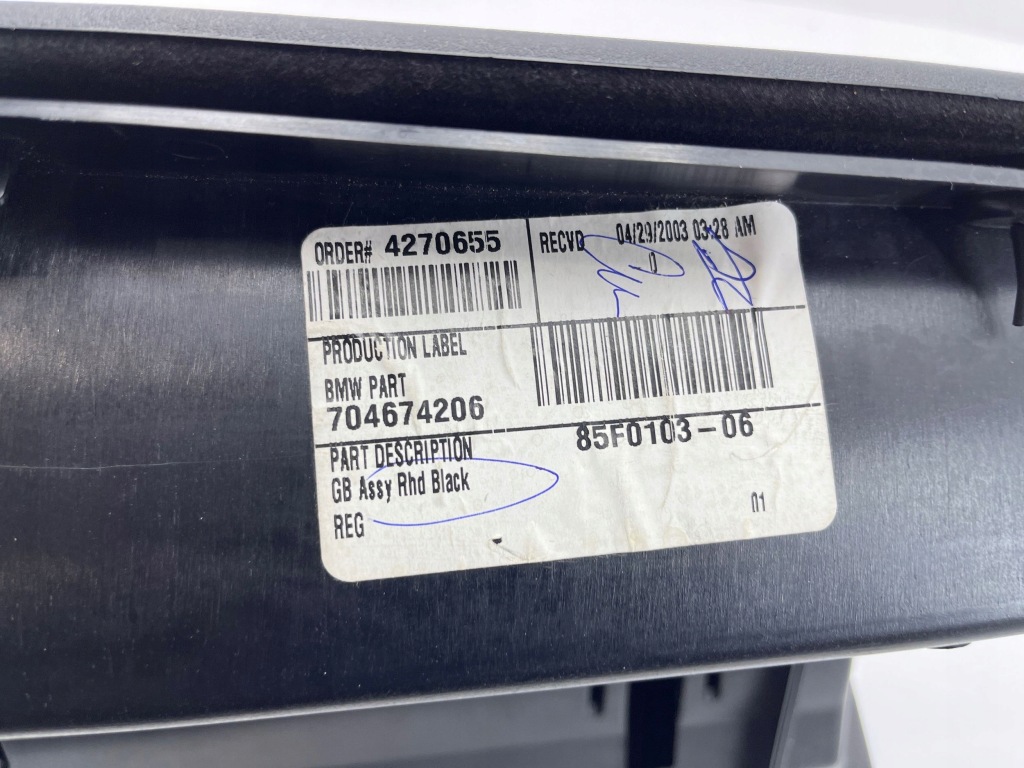 ORDER# 4270655
RECVD 04/29/2003 03:28 AM
0
PRODUCTION LABEL
BMW PART
704674206
85F0103-06
PART DESCRIPTION
GB Assy Rhd Black
REG
01